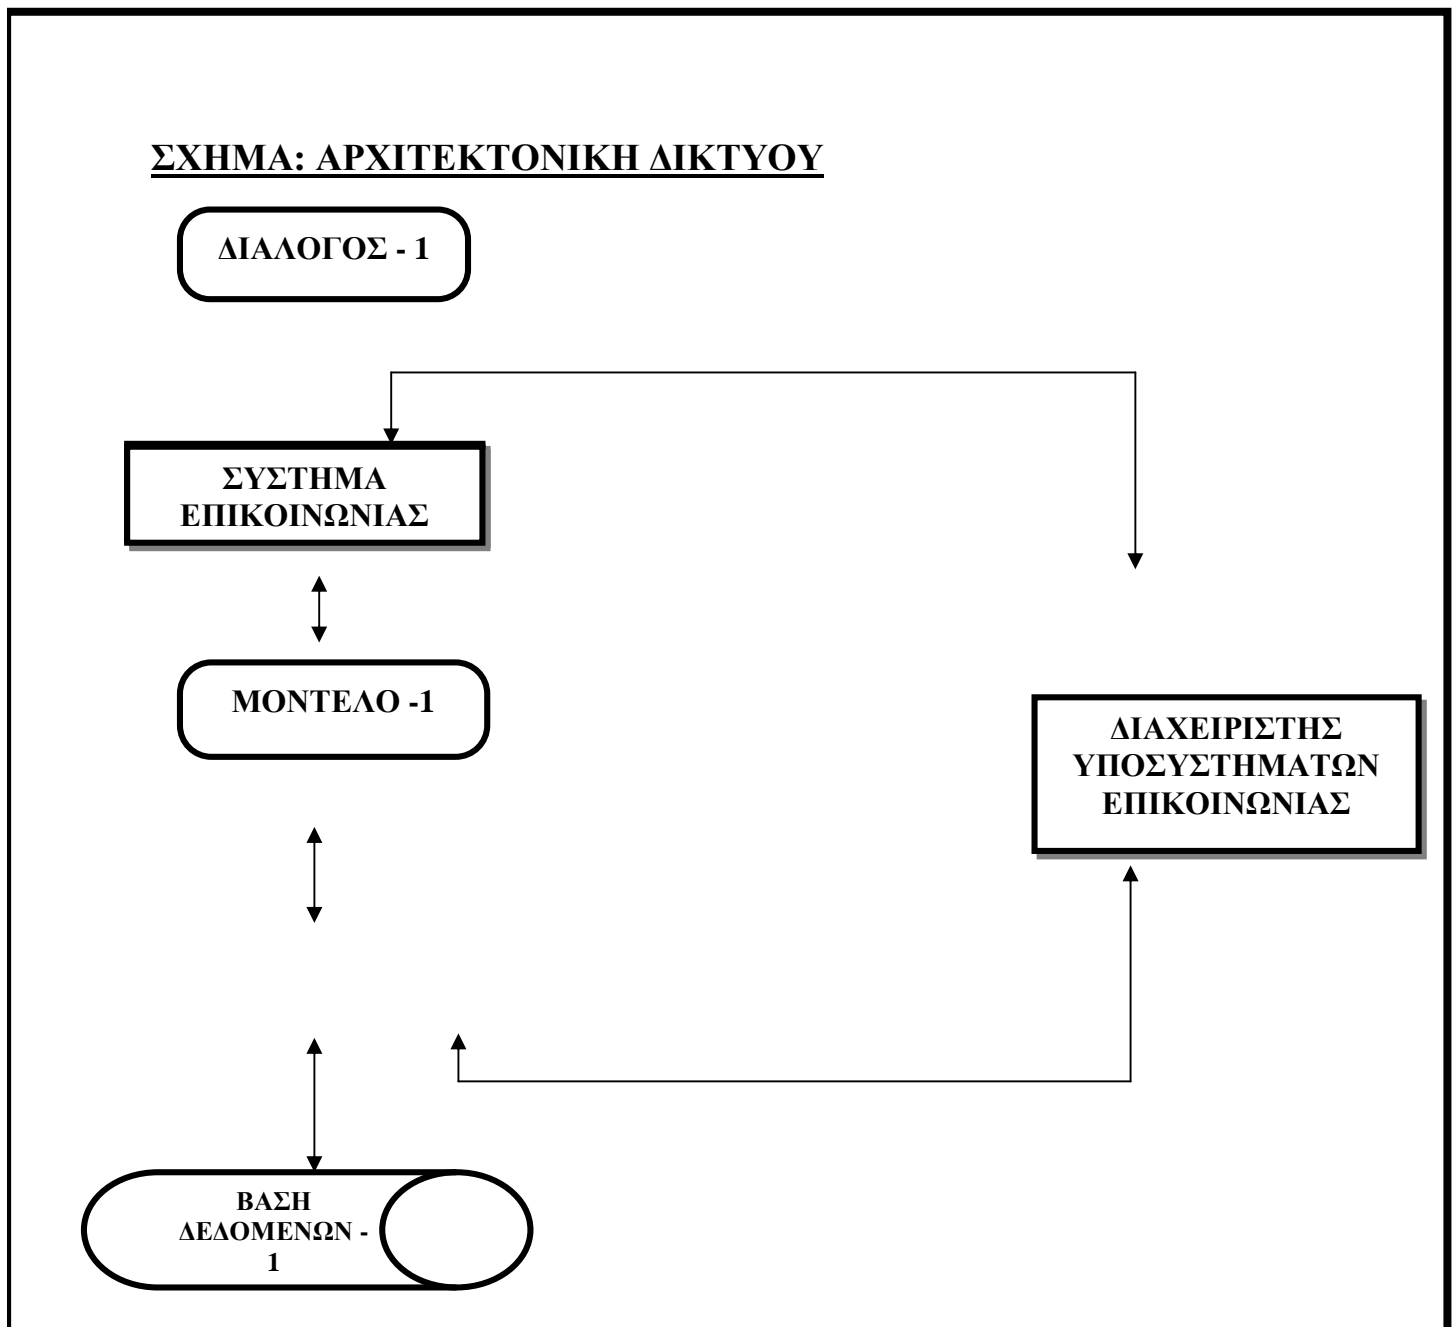 ΣΧΗΜΑ: ΑΡΧΙΤΕΚΤΟΝΙΚΗ ΔΙΚΤΥΟΥ
ΔΙΑΛΟΓΟΣ - 1
ΣΥΣΤΗΜΑ
ΕΠΙΚΟΙΝΩΝΙΑΣ
ΜΟΝΤΕΛΟ -1
ΔΙΑΧΕΙΡΙΣΤΗΣ
ΥΠΟΣΥΣΤΗΜΑΤΩΝ
ΕΠΙΚΟΙΝΩΝΙΑΣ
ΒΑΣΗ
ΔΕΔΟΜΕΝΩΝ -
1